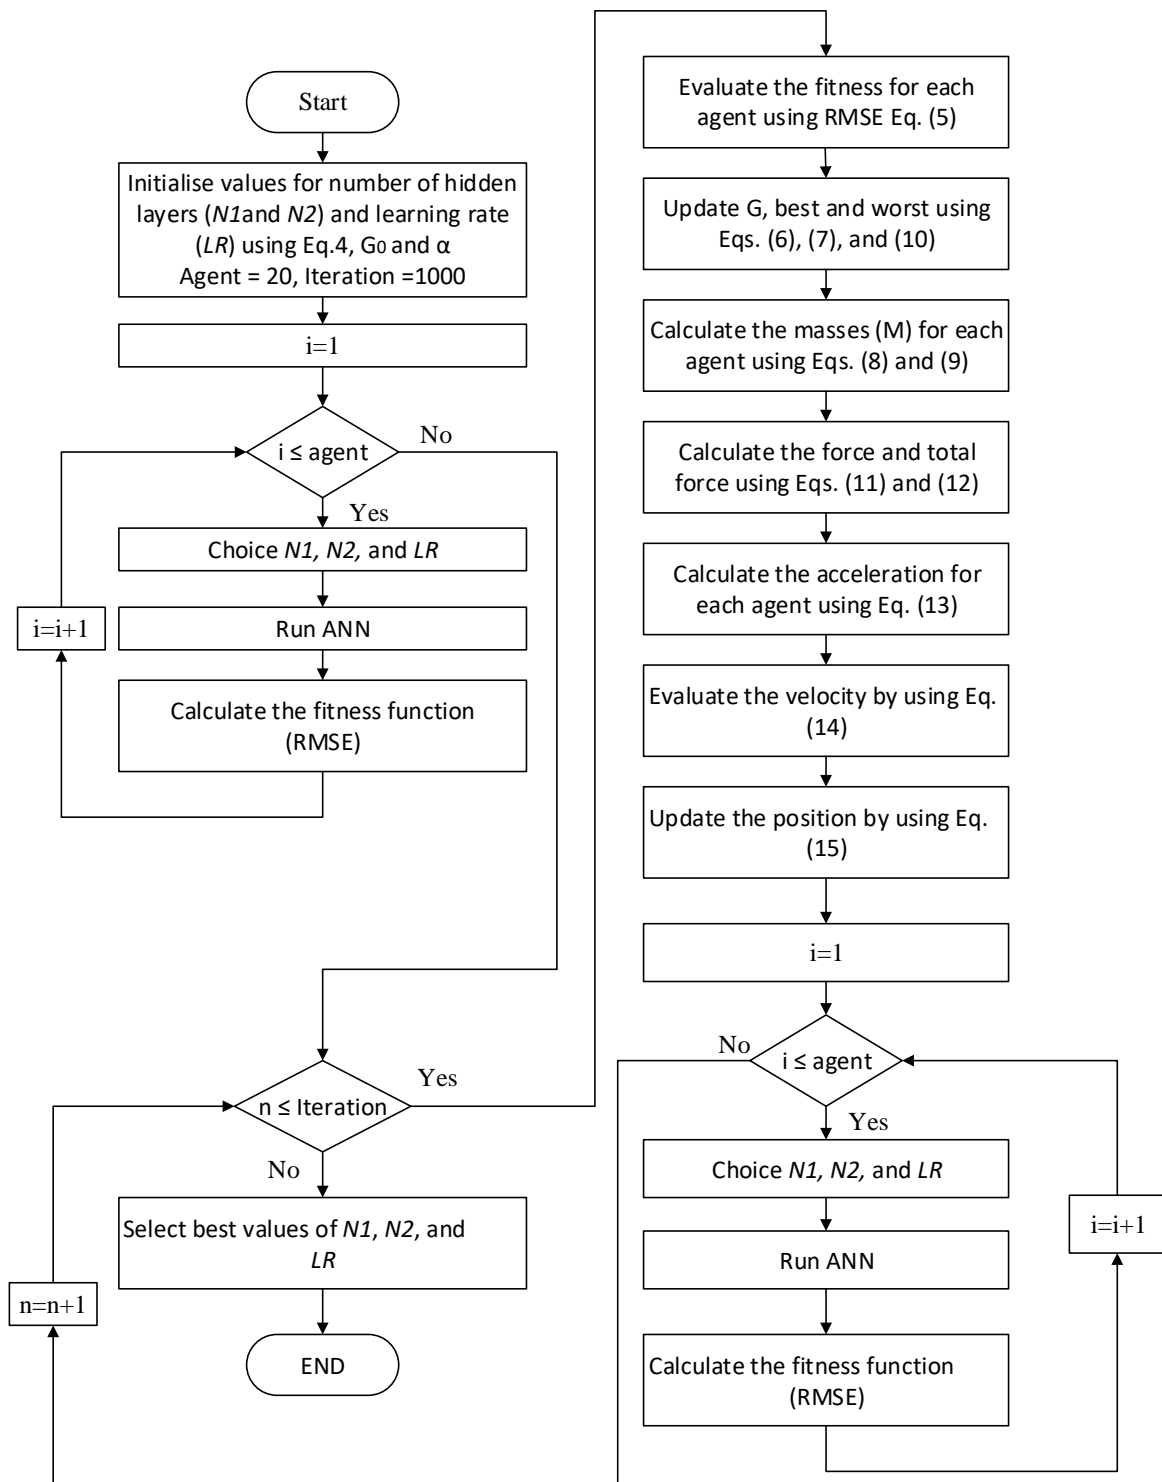 Start
Initialise values for number of hidden
layers (N1and N2) and learning rate
(LR) using Eq.4, G0 and α
Agent = 20, Iteration =1000
i=1
i ≤ agent
No
Yes
Choice N1, N2, and LR
i=i+1
Run ANN
Calculate the fitness function
(RMSE)
n ≤ Iteration
Yes
No
Select best values of N1, N2, and
LR
n=n+1
END
Evaluate the fitness for each
agent using RMSE Eq. (5)
Update G, best and worst using
Eqs. (6), (7), and (10)
Calculate the masses (M) for each
agent using Eqs. (8) and (9)
Calculate the force and total
force using Eqs. (11) and (12)
Calculate the acceleration for
each agent using Eq. (13)
Evaluate the velocity by using Eq.
(14)
Update the position by using Eq.
(15)
i=1
No
i ≤ agent
Yes
Choice N1, N2, and LR
i=i+1
Run ANN
Calculate the fitness function
(RMSE)